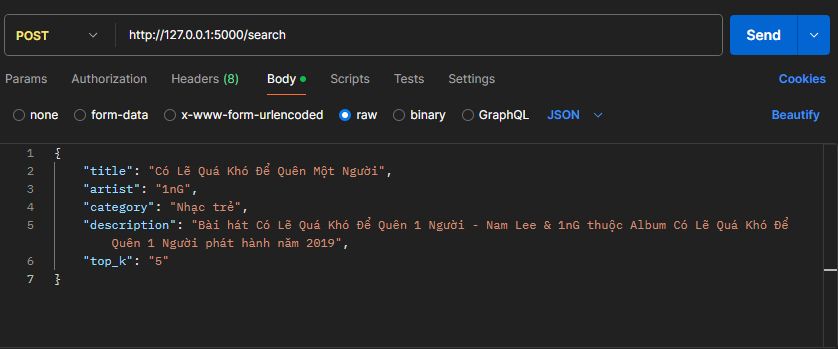 POST http://127.0.0.1:5000/search Send
Params Authorization Headers (8) Body Scripts Tests Settings Cookies
none form-data x-www-form-urlencoded raw binary GraphQL JSON Beautify
1 {
2 "title": "Có Lẽ Quá Khó Để Quên Một Người",
3 "artist": "1nG",
4 "category": "Nhạc trẻ",
5 "description": "Bài hát Có Lẽ Quá Khó Để Quên 1 Người - Nam Lee & 1nG thuộc Album Có Lẽ Quá Khó Để
Quên 1 Người phát hành năm 2019",
6 "top_k": "5"
7 }